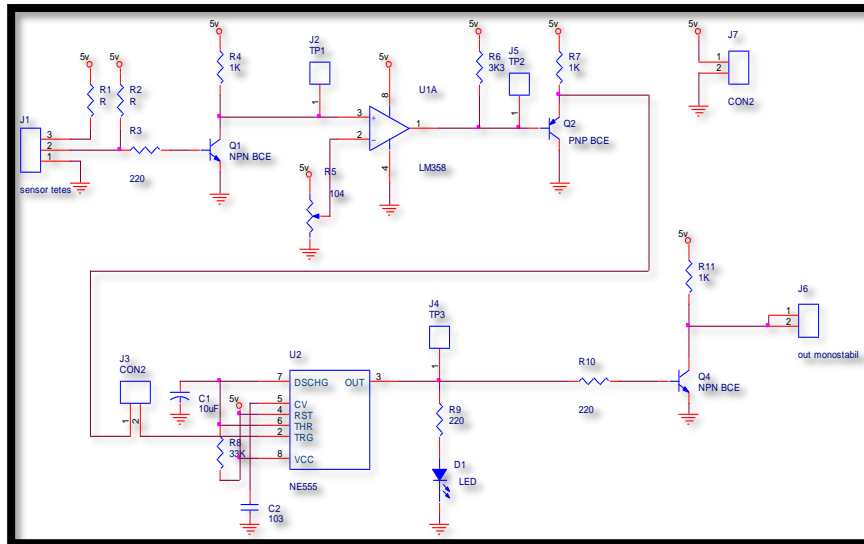 5v
5v
R1
R
R2
R
J1
3
2
1
sensor tetes
R3
220
5v
R4
1K
Q1
NPN BCE
J2
TP1
1
5v
8
U1A
3
+
2
-
1
4
LM358
5v
R5
104
5v
R6
3K3
J5
TP2
1
5v
R7
1K
Q2
PNP BCE
5v
J7
1
2
CON2
J3
CON2
1
2
C1
10uF
5v
R8
33K
C2
103
U2
7
DSCHG
5
CV
4
RST
6
THR
2
TRG
8
VCC
OUT
3
NE555
J4
TP3
1
R9
220
D1
LED
R10
220
5v
R11
1K
Q4
NPN BCE
J6
1
2
out monostabil